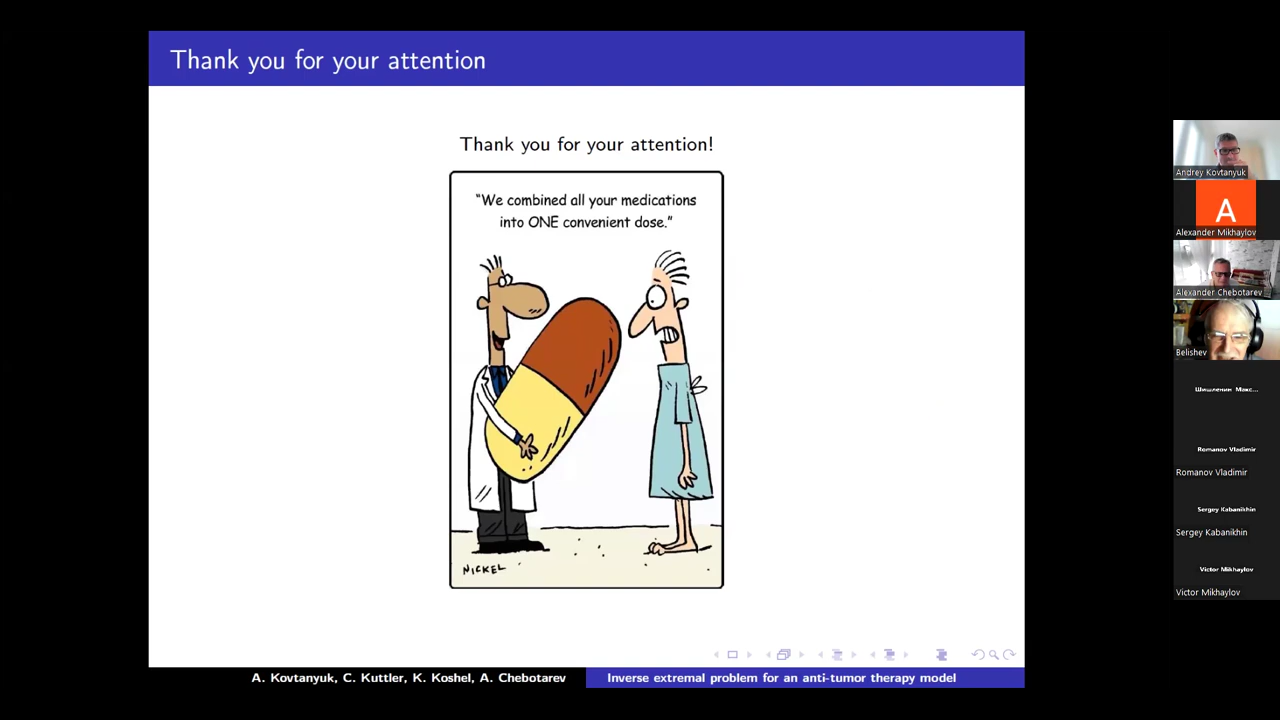 Thank you for your attention
Thank you for your attention!
“We combined all your medications
into ONE convenient dose.”
NICKEL
A. Kovtanyuk, C. Kuttler, K. Koshel, A. Chebotarev
Inverse extremal problem for an anti-tumor therapy model
Andrey Kovtanyuk
A
Alexander Mikhaylov
Alexander Chebotarev
Belishev
Шишленин Макс...
Romanov Vladimir
Romanov Vladimir
Sergey Kabanikhin
Sergey Kabanikhin
Victor Mikhaylov
Victor Mikhaylov